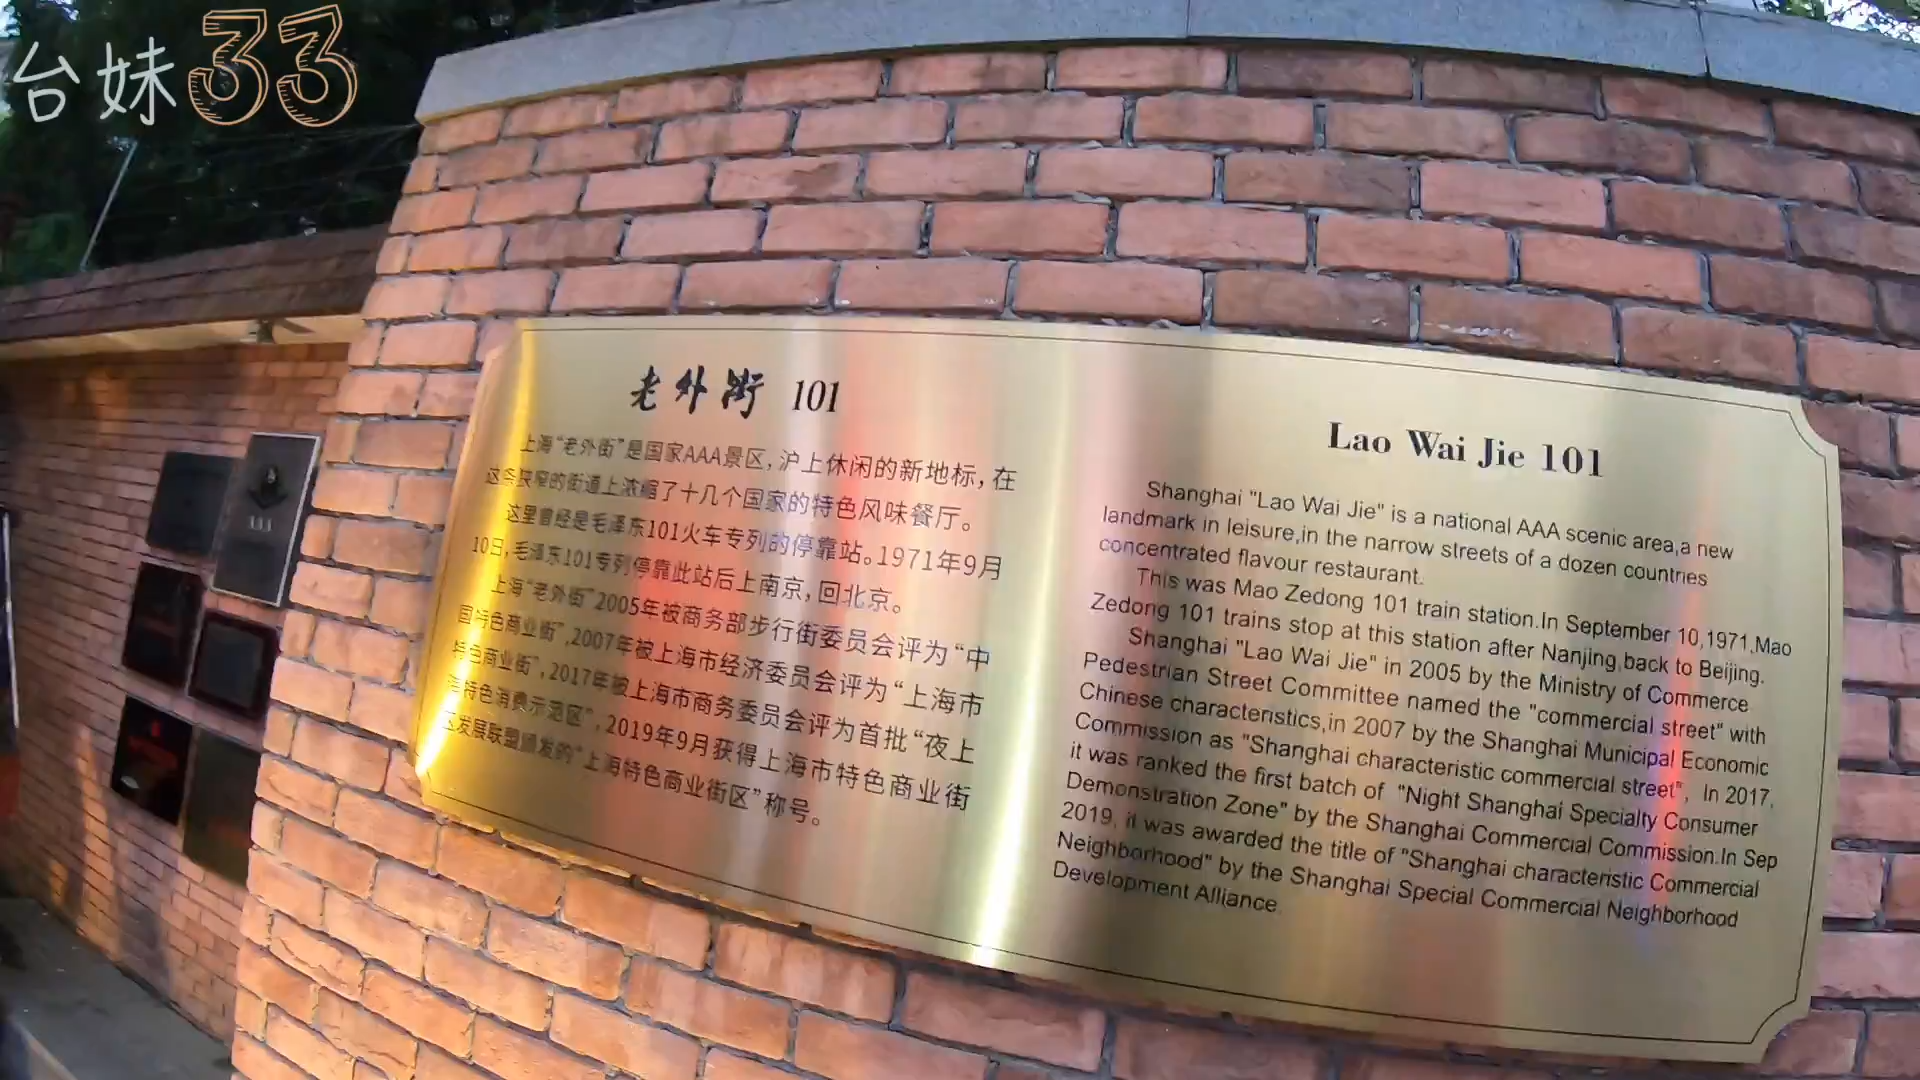 台妹33
老外街 101
上海“老外街”是国家AAA景区，沪上休闲的新地标，在
这条狭窄的街道上浓缩了十几个国家的特色风味餐厅。
这里曾经是毛泽东101火车专列的停靠站。1971年9月
10日，毛泽东101专列停靠此站后上南京，回北京。
上海“老外街”2005年被商务部步行街委员会评为“中
国特色商业街”，2007年被上海市经济委员会评为“上海市
特色商业街”，2017年被上海市商务委员会评为首批“夜上
海特色消费示范区”，2019年9月获得上海市特色商业街
区发展联盟颁发的“上海特色商业街区”称号。
Lao Wai Jie 101
Shanghai "Lao Wai Jie" is a national AAA scenic area,a new
landmark in leisure,in the narrow streets of a dozen countries
concentrated flavour restaurant.
This was Mao Zedong 101 train station.In September 10,1971,Mao
Zedong 101 trains stop at this station after Nanjing,back to Beijing.
Shanghai "Lao Wai Jie" in 2005 by the Ministry of Commerce
Pedestrian Street Committee named the "commercial street" with
Chinese characteristics,in 2007 by the Shanghai Municipal Economic
Commission as "Shanghai characteristic commercial street", In 2017,
it was ranked the first batch of "Night Shanghai Specialty Consumer
Demonstration Zone" by the Shanghai Commercial Commission.In Sep
2019, it was awarded the title of "Shanghai characteristic Commercial
Neighborhood" by the Shanghai Special Commercial Neighborhood
Development Alliance.